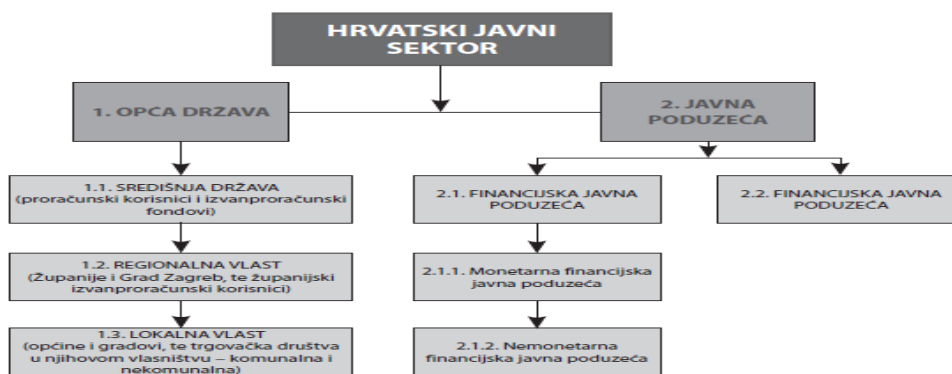 HRVATSKI JAVNI
SEKTOR
1. OPĆA DRŽAVA
2. JAVNA
PODUZEĆA
1.1. SREDIŠNJA DRŽAVA
(proračunski korisnici i izvanproračunski
fondovi)
2.1. FINANCIJSKA JAVNA
PODUZEĆA
2.2. FINANCIJSKA JAVNA
PODUZEĆA
1.2. REGIONALNA VLAST
(Županije i Grad Zagreb, te županijski
izvanproračunski korisnici)
2.1.1. Monetarna financijska
javna poduzeća
1.3. LOKALNA VLAST
(općine i gradovi, te trgovačka društva
u njihovom vlasništvu – komunalna i
nekomunalna)
2.1.2. Nemonetarna
financijska javna poduzeća